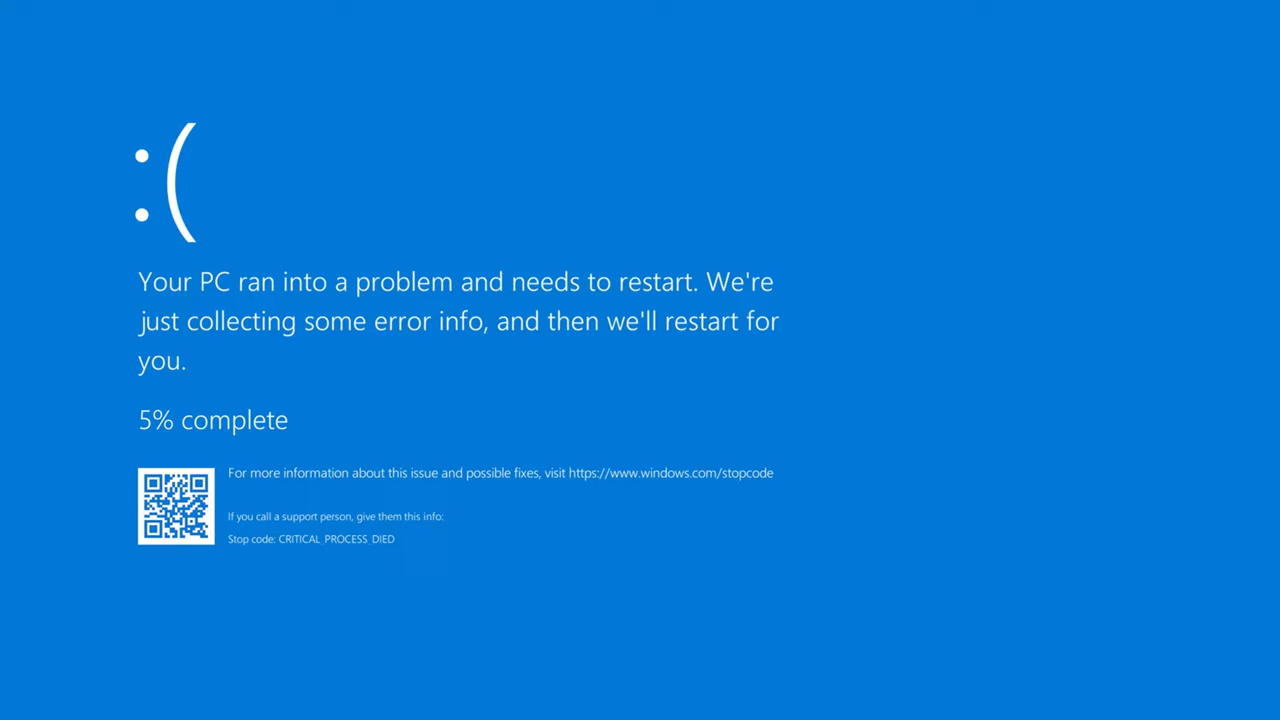 :(
Your PC ran into a problem and needs to restart. We're
just collecting some error info, and then we'll restart for
you.
5% complete
For more information about this issue and possible fixes, visit https://www.windows.com/stopcode
If you call a support person, give them this info:
Stop code: CRITICAL_PROCESS_DIED